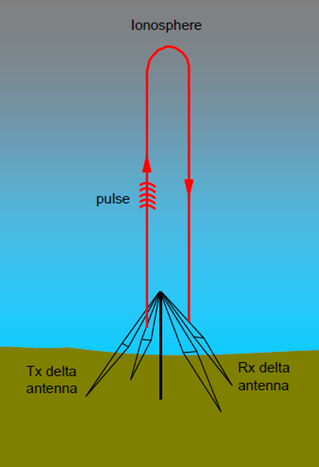 Ionosphere
pulse
Tx delta
antenna
Rx delta
antenna